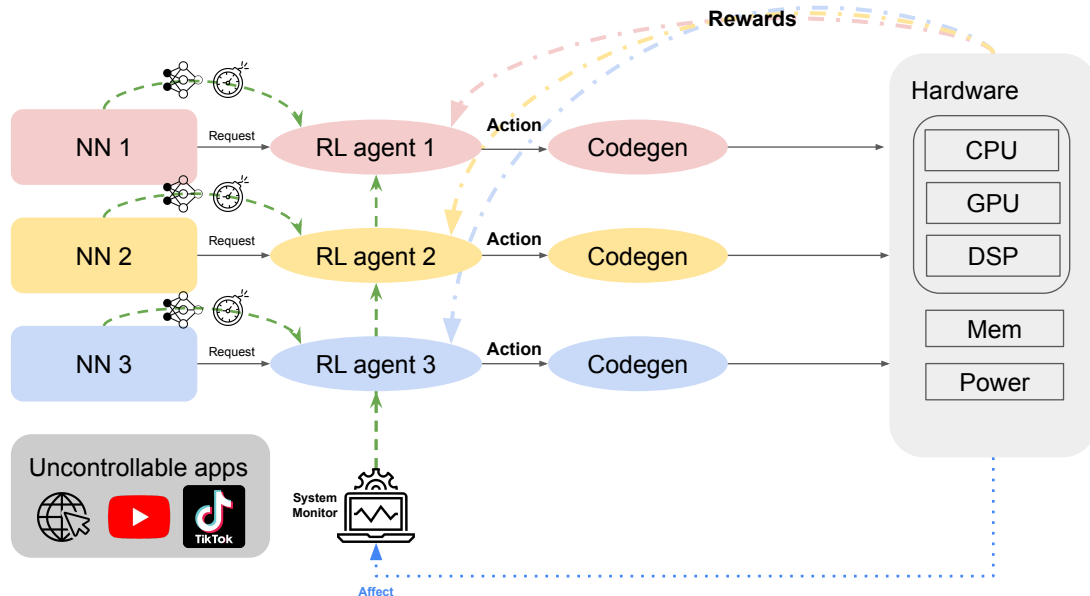 Rewards
Hardware
NN 1
Request
RL agent 1
Action
Codegen
CPU
GPU
NN 2
Request
RL agent 2
Action
Codegen
DSP
Mem
NN 3
Request
RL agent 3
Action
Codegen
Power
Uncontrollable apps
TikTok
System
Monitor
Affect